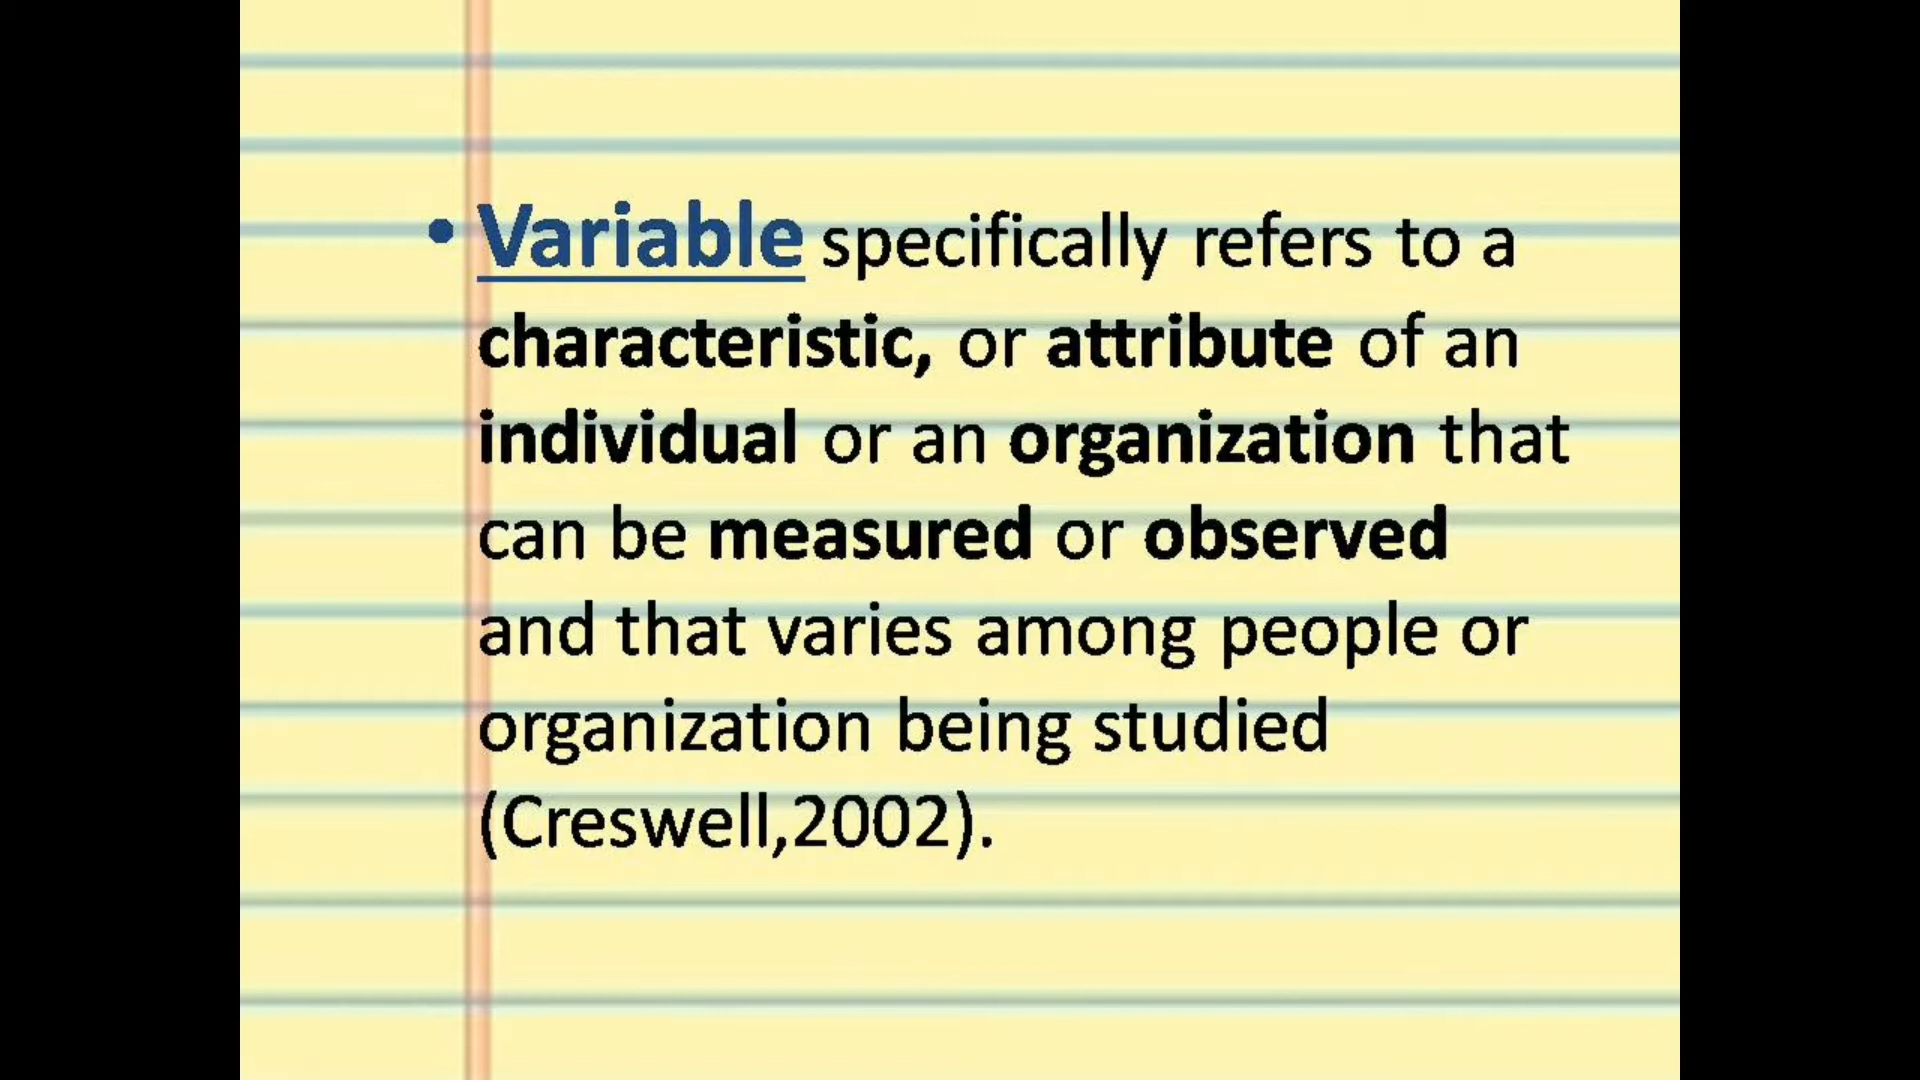 • Variable specifically refers to a
characteristic, or attribute of an
individual or an organization that
can be measured or observed
and that varies among people or
organization being studied
(Creswell,2002).